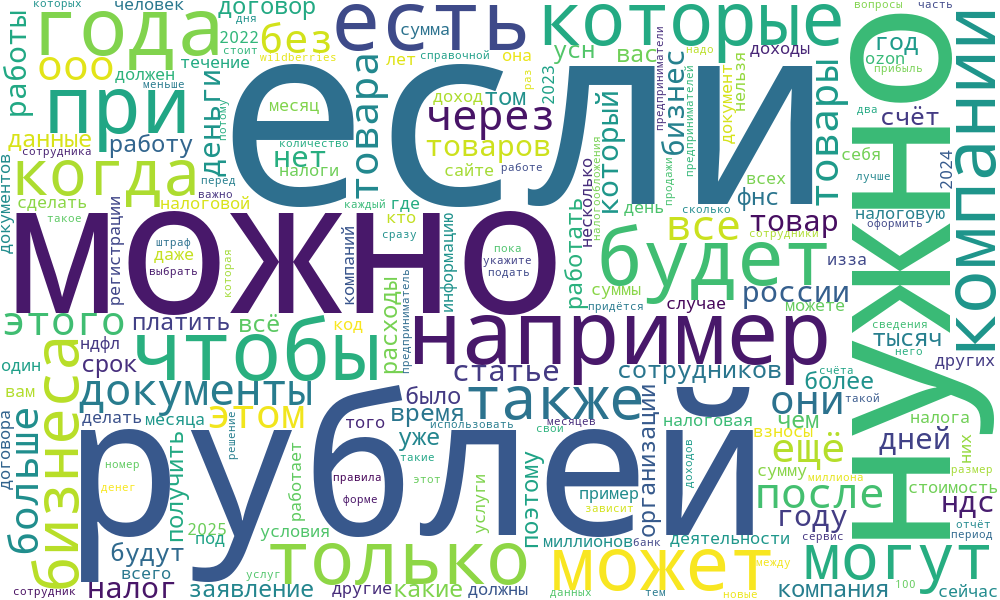 которых
человек
договор
дня
2022
стоит
года
без
wildberries
есть
сумма
лет
справочной
она
которые
усн
вас
надо
доходы
вопросы
часть
год
ozon
прибыль
ооо
должен
течение
меньше
работы
при
данные
сотрудника
работу
деньги
потому
месяц
количество
нет
налоги
товара
если
доход
том
раз
2023
через
товаров
сайте
работе
который
предприниматели
бизнес
предпринимателей
продажи
документ
нельзя
товары
два
счёт
нужно
компании
себя
2024
лучше
налоговую
оформить
всех
фнс
сколько
документов
когда
сделать
такое
перед
важно
налоговой
каждый
где
кто
сразу
регистрации
штраф
даже
выбрать
которая
можно
компаний
информацию
пока
укажите
подать
работать
несколько
налогообложения
день
все
товар
сотрудники
будет
изза
суммы
придётся
случае
россии
можете
этого
платить
всё
код
ндфл
срок
один
чтобы
расходы
предприниматель
например
статье
сотрудников
сведения
тысяч
него
других
вам
бизнеса
документы
делать
месяца
этом
решение
было
время
использовать
также
месяцев
свои
они
более
счёта
такой
чем
налога
договора
больше
номер
денег
получить
работает
рублей
того
уже
такие
правила
форме
этот
услуги
поэтому
пример
зависит
организации
налоговая
доходов
взносы
ещё
сумму
миллиона
дней
них
размер
стоимость
2025
под
условия
после
году
ндс
сервис
отчёт
период
будут
всего
услуг
только
миллионов
банк
деятельности
между
могут
сотрудник
налог
заявление
другие
какие
должны
может
данных
тем
новые
компания
100
сейчас